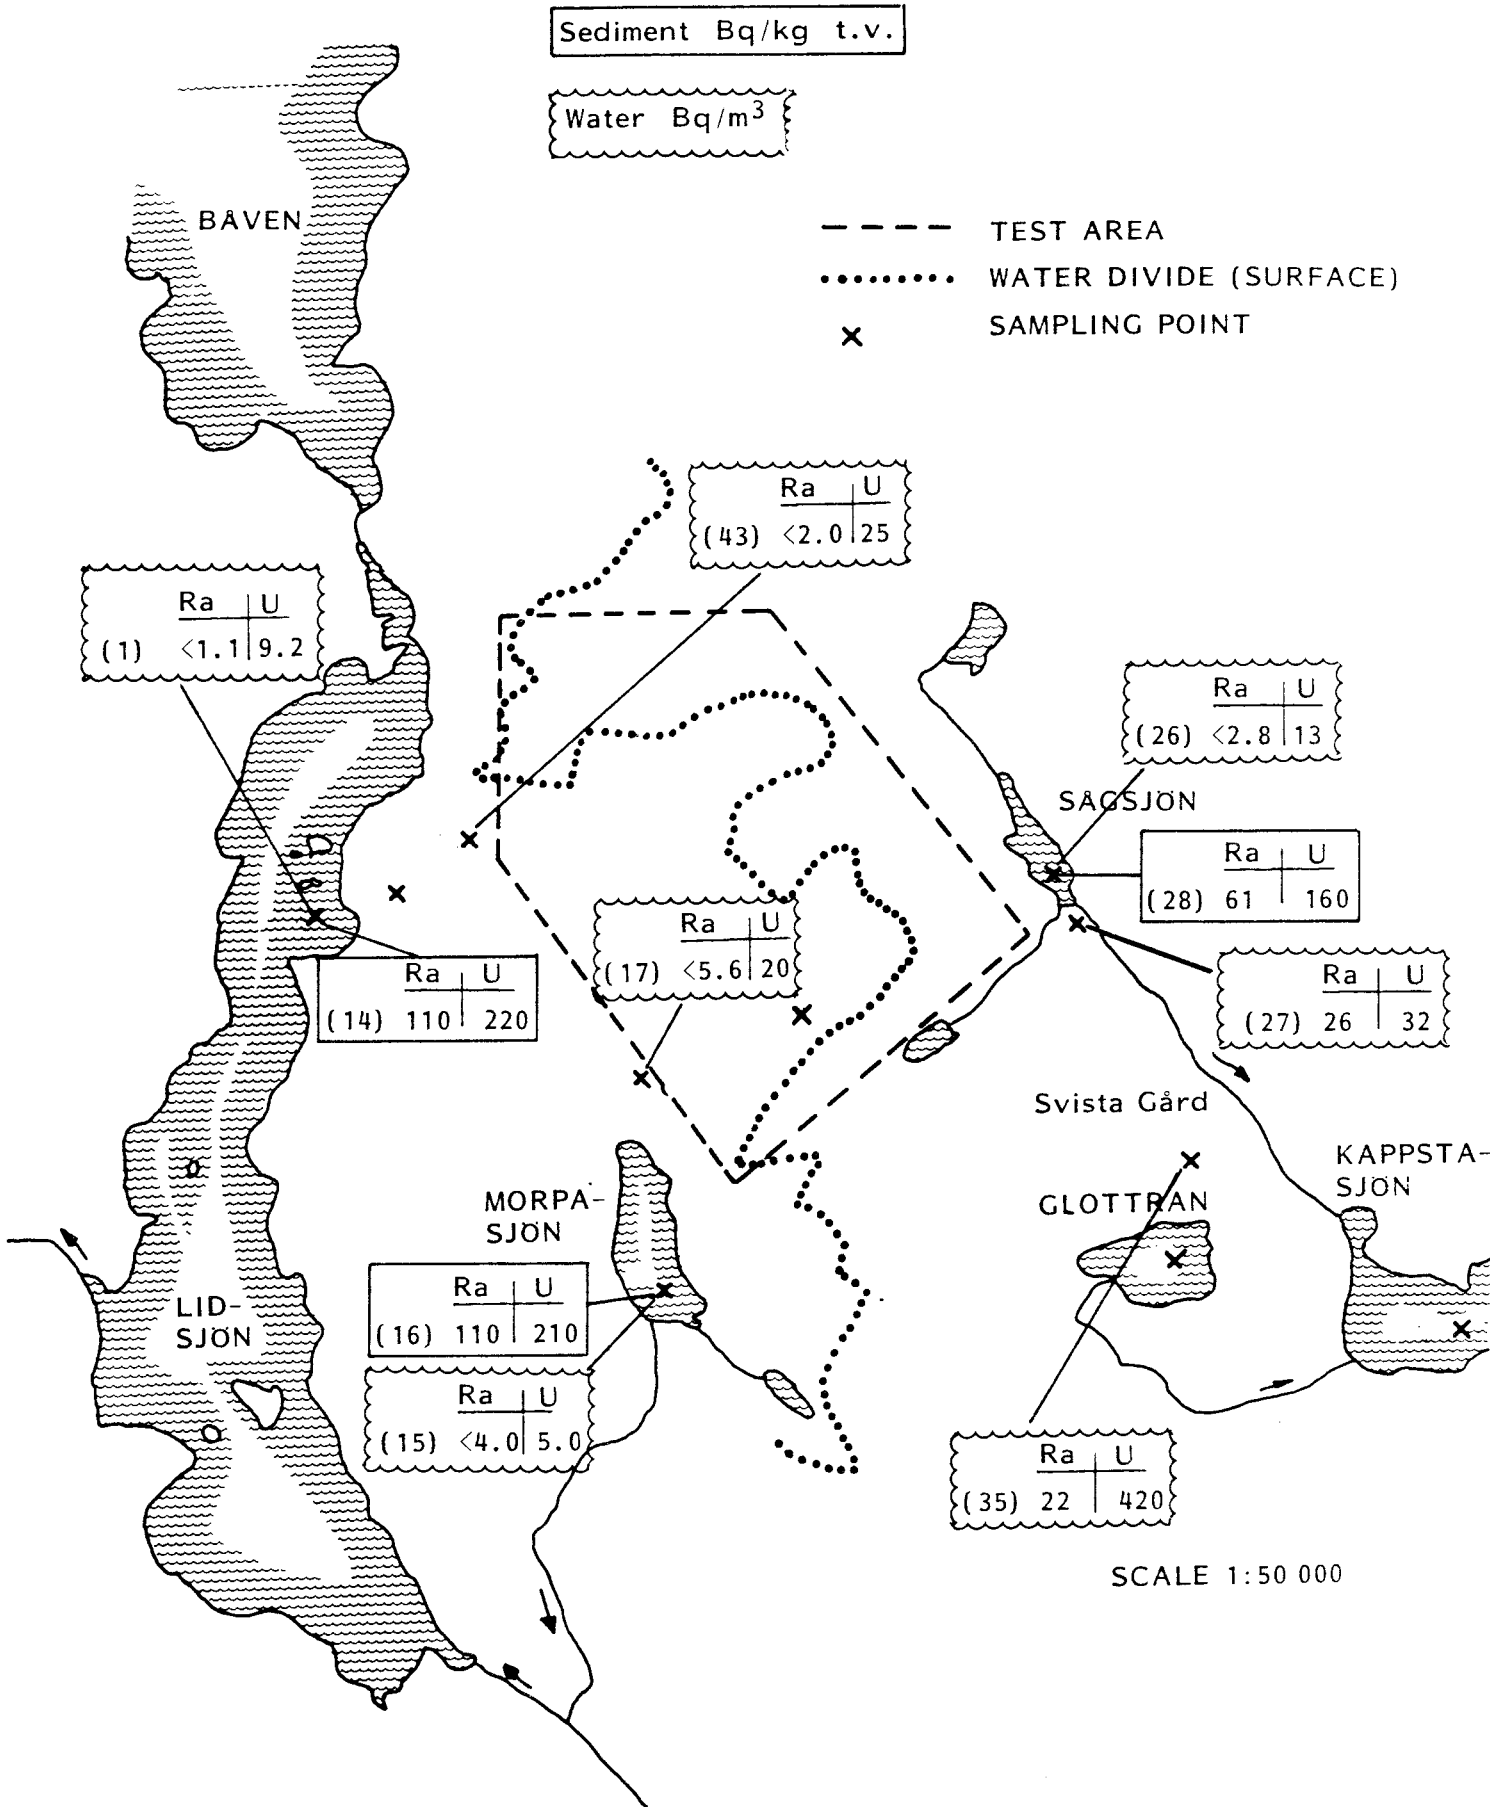 Sediment Bq/kg t.v.
Water Bq/m³
BÅVEN
TEST AREA
WATER DIVIDE (SURFACE)
SAMPLING POINT
Ra U
(43) <2.0 25
Ra U
(1) <1.1 9.2
Ra U
(26) <2.8 13
SÅGSJÖN
Ra U
(28) 61 160
Ra U
(17) <5.6 20
Ra U
(14) 110 220
Ra U
(27) 26 32
Svista Gård
KAPPSTA-
SJÖN
GLOTTRAN
MORPA-
SJÖN
Ra U
(16) 110 210
LID-
SJÖN
Ra U
(15) <4.0 5.0
Ra U
(35) 22 420
SCALE 1:50 000